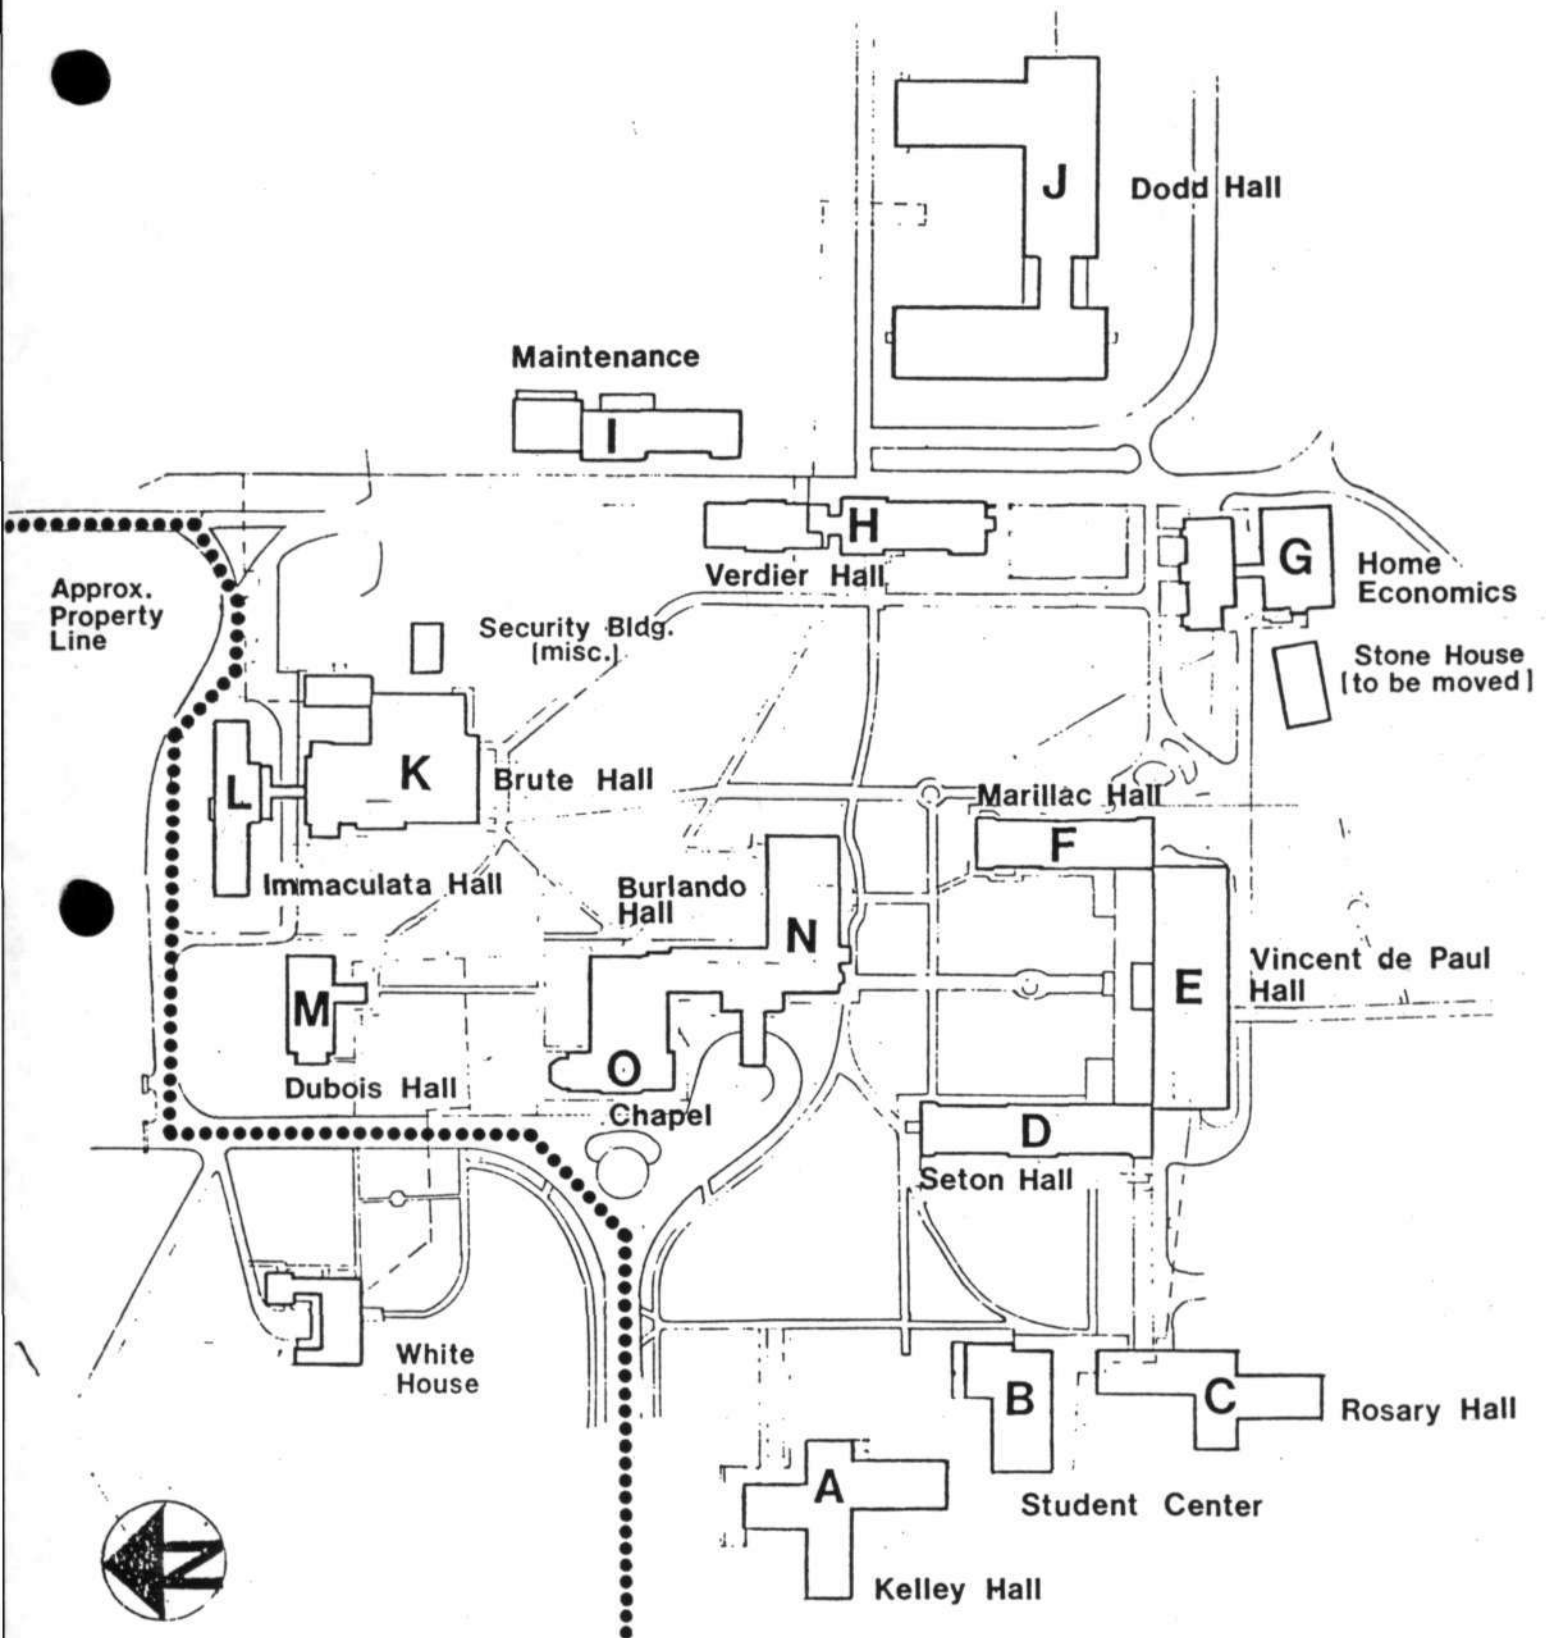 J
Dodd Hall
Maintenance
I
H
Verdier Hall
G
Home
Economics
Approx.
Property
Line
Security Bldg.
[misc.]
Stone House
[to be moved]
K
L
Brute Hall
Marillac Hall
F
Immaculata Hall
Burlando
Hall
N
Vincent de Paul
Hall
E
M
O
Dubois Hall
Chapel
D
Seton Hall
White
House
B
C
Rosary Hall
A
Student Center
N
Kelley Hall